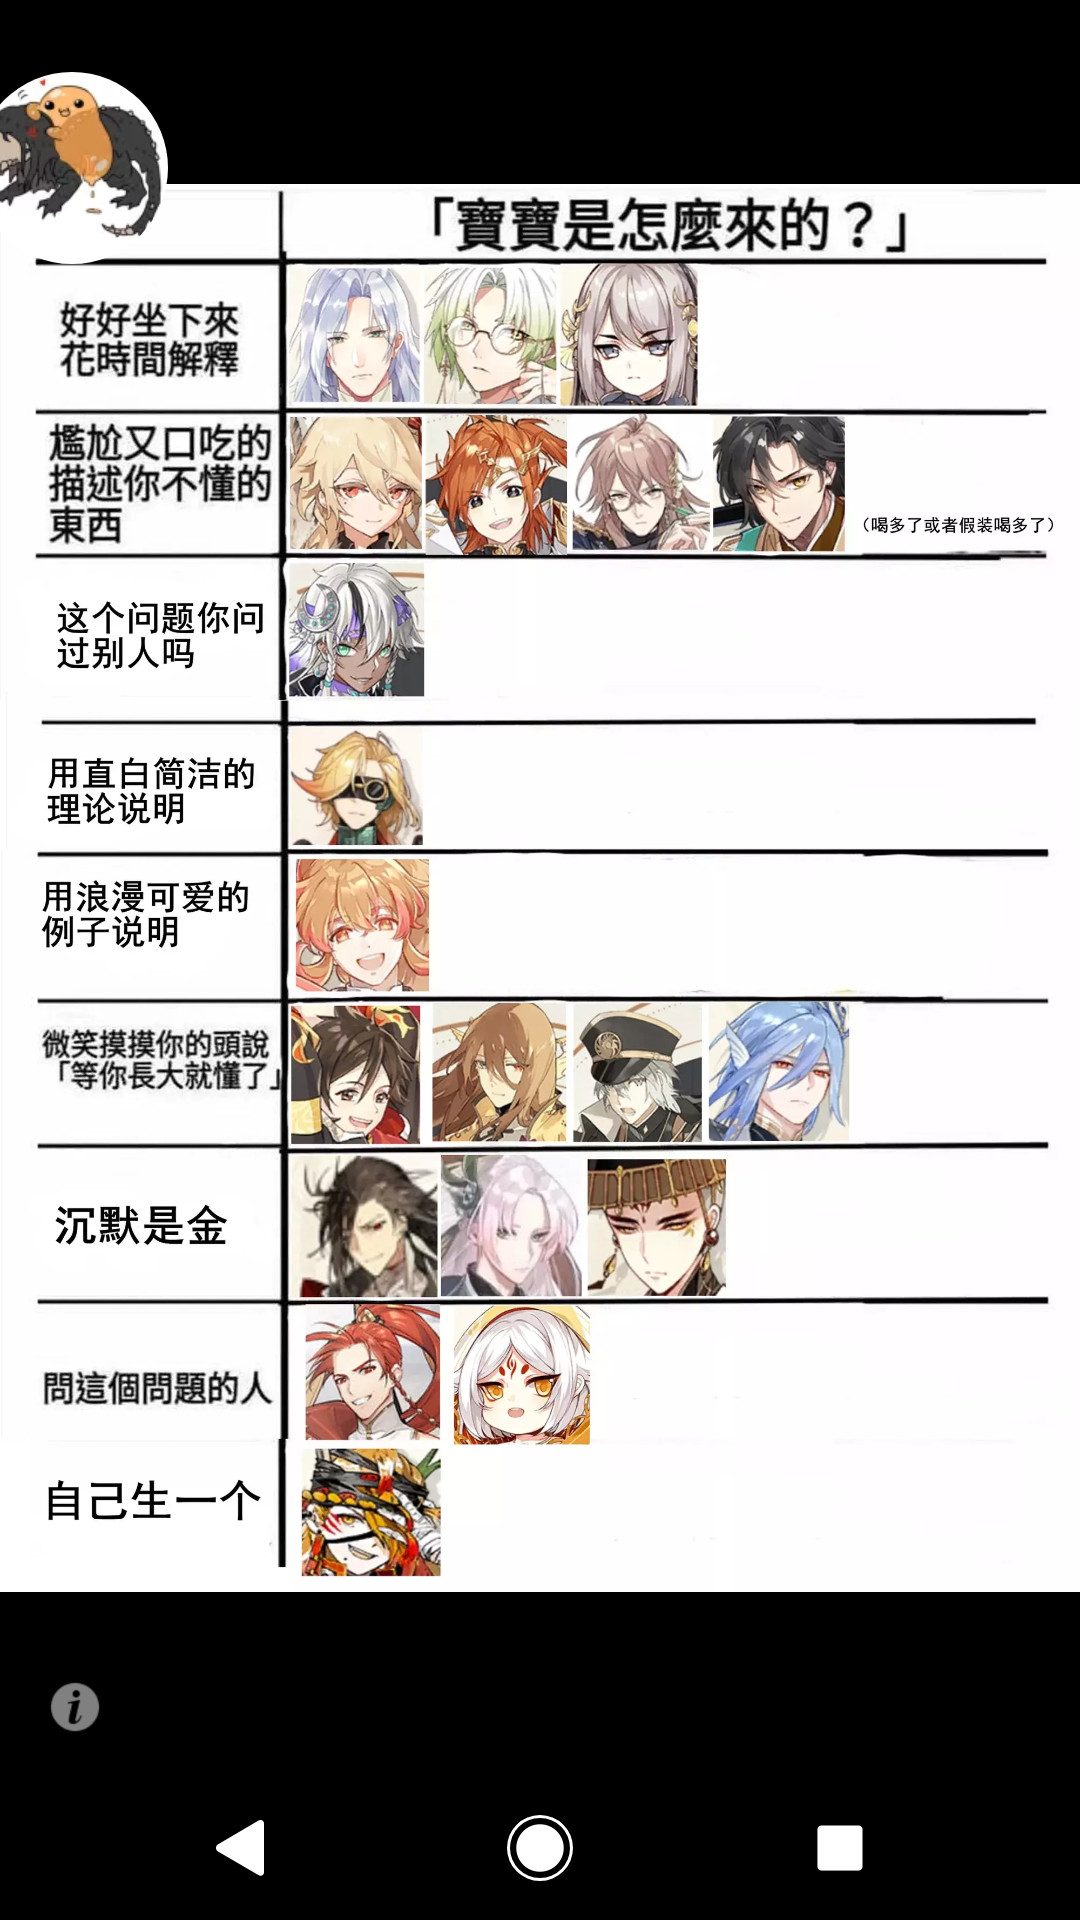 「寶寶是怎麼來的？」
好好坐下來
花時間解釋
尷尬又口吃的
描述你不懂的
東西
（喝多了或者假装喝多了）
这个问题你问
过别人吗
用直白简洁的
理论说明
用浪漫可爱的
例子说明
微笑摸摸你的頭說
「等你長大就懂了」
沉默是金
問這個問題的人
自己生一个
i